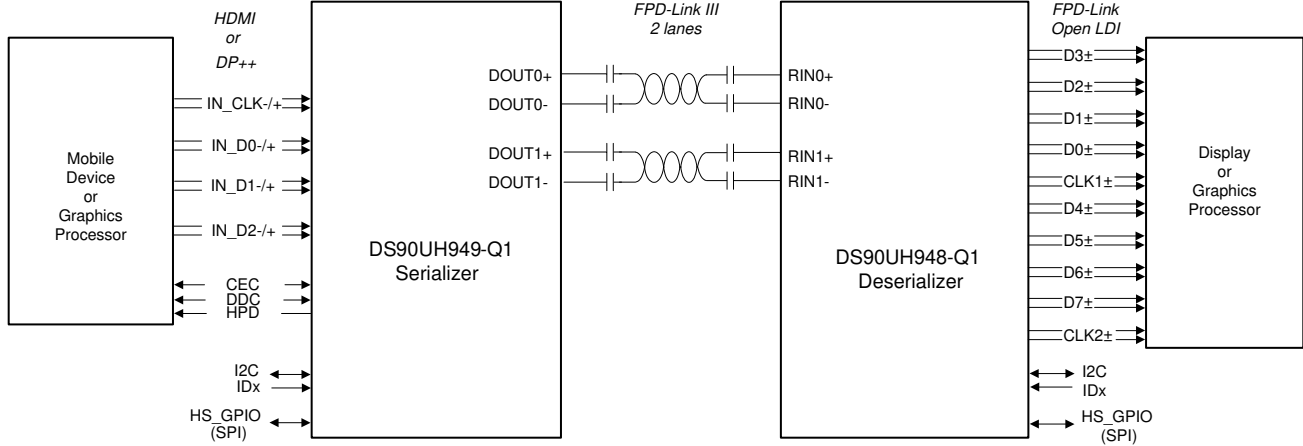 HDMI
or
DP++
FPD-Link III
2 lanes
FPD-Link
Open LDI
Mobile
Device
or
Graphics
Processor
IN_CLK-/+
IN_D0-/+
IN_D1-/+
IN_D2-/+
CEC
DDC
HPD
I2C
IDx
HS_GPIO
(SPI)
DS90UH949-Q1
Serializer
DOUT0+
DOUT0-
DOUT1+
DOUT1-
RIN0+
RIN0-
RIN1+
RIN1-
DS90UH948-Q1
Deserializer
D3±
D2±
D1±
D0±
CLK1±
D4±
D5±
D6±
D7±
CLK2±
I2C
IDx
HS_GPIO
(SPI)
Display
or
Graphics
Processor